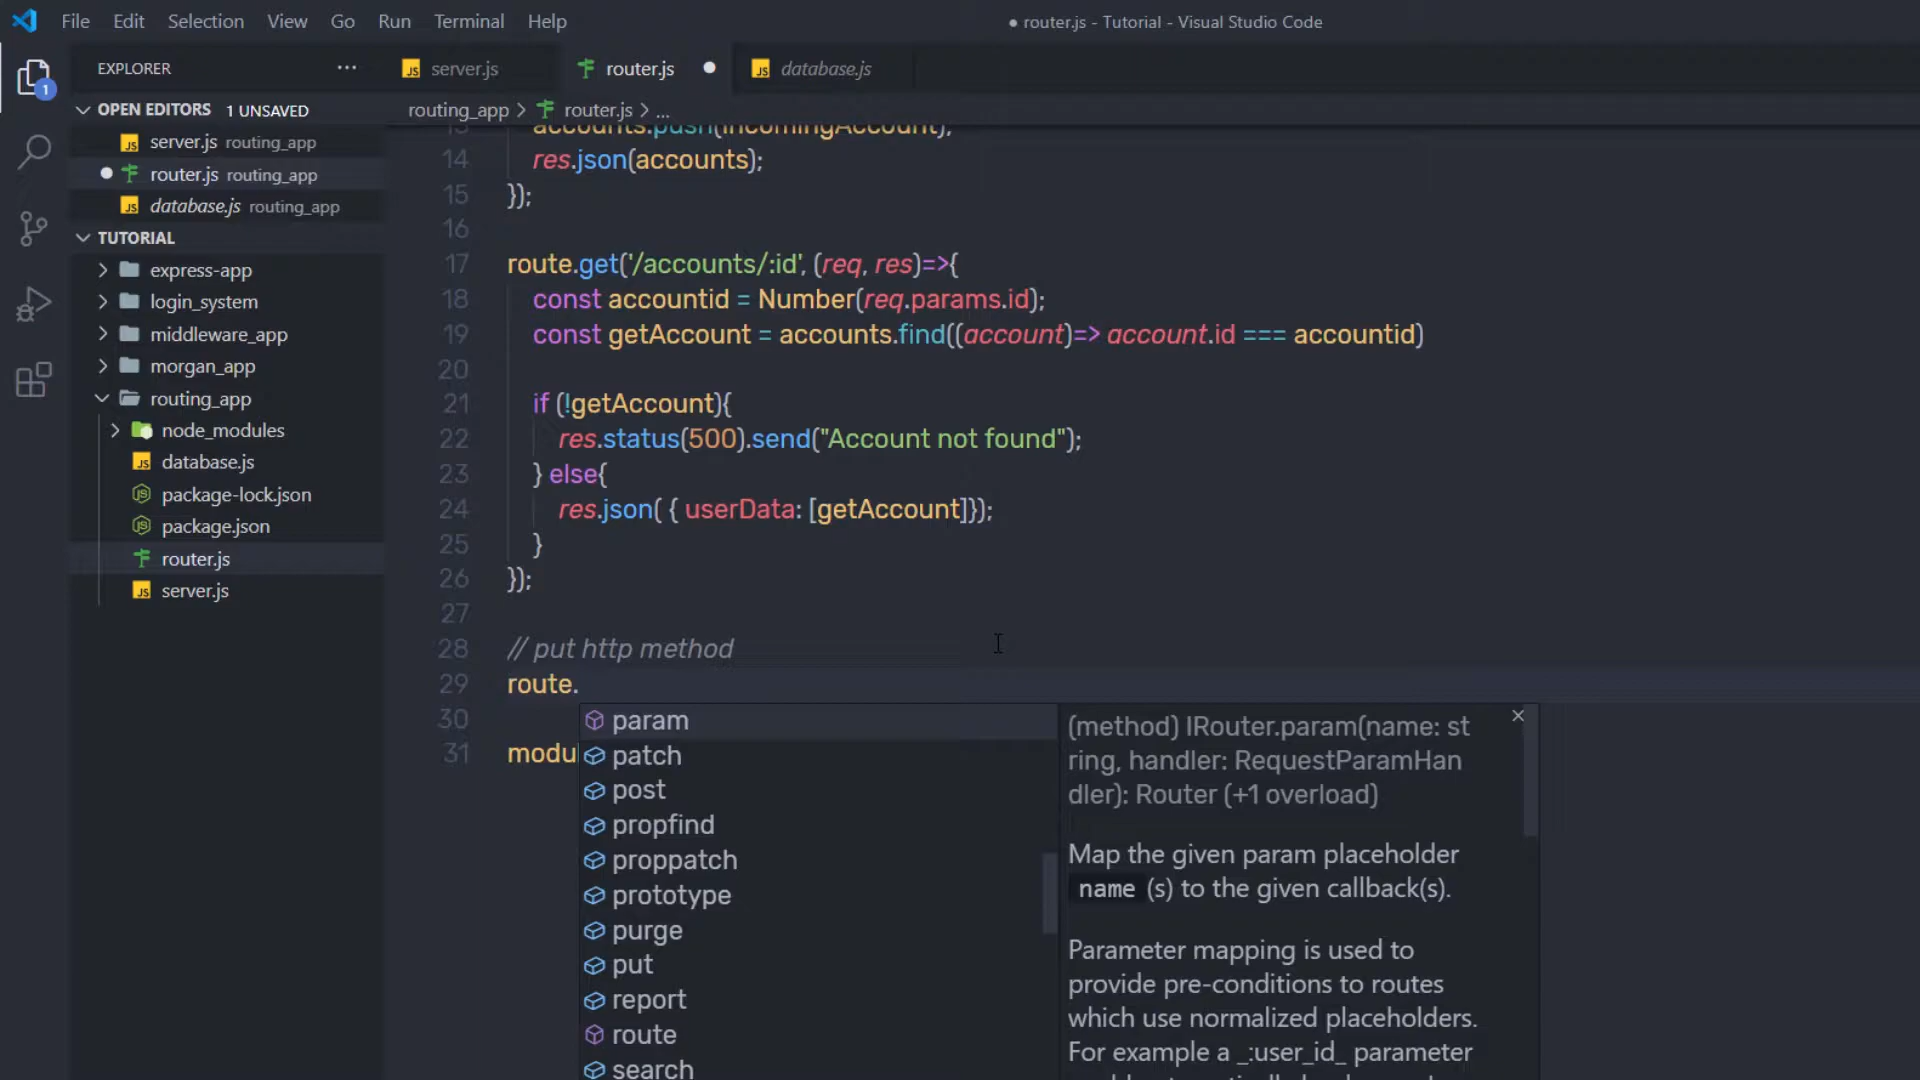 File Edit Selection View Go Run Terminal Help
● router.js - Tutorial - Visual Studio Code
EXPLORER ···
server.js
router.js
database.js
1
OPEN EDITORS 1 UNSAVED
server.js routing_app
router.js routing_app
database.js routing_app
TUTORIAL
express-app
login_system
middleware_app
morgan_app
routing_app
node_modules
database.js
package-lock.json
package.json
router.js
server.js
routing_app > router.js > ...
13 accounts.push(incomingAccount);
14 res.json(accounts);
15 });
16
17 route.get('/accounts/:id', (req, res)=>{
18 const accountid = Number(req.params.id);
19 const getAccount = accounts.find((account)=> account.id === accountid)
20
21 if (!getAccount){
22 res.status(500).send("Account not found");
23 } else{
24 res.json( { userData: [getAccount]});
25 }
26 });
27
28 // put http method
29 route.
30
31 modu
param
patch
post
propfind
proppatch
prototype
purge
put
report
route
search
(method) IRouter.param(name: st
ring, handler: RequestParamHan
dler): Router (+1 overload)
Map the given param placeholder
name (s) to the given callback(s).
Parameter mapping is used to
provide pre-conditions to routes
which use normalized placeholders.
For example a _:user_id_ parameter